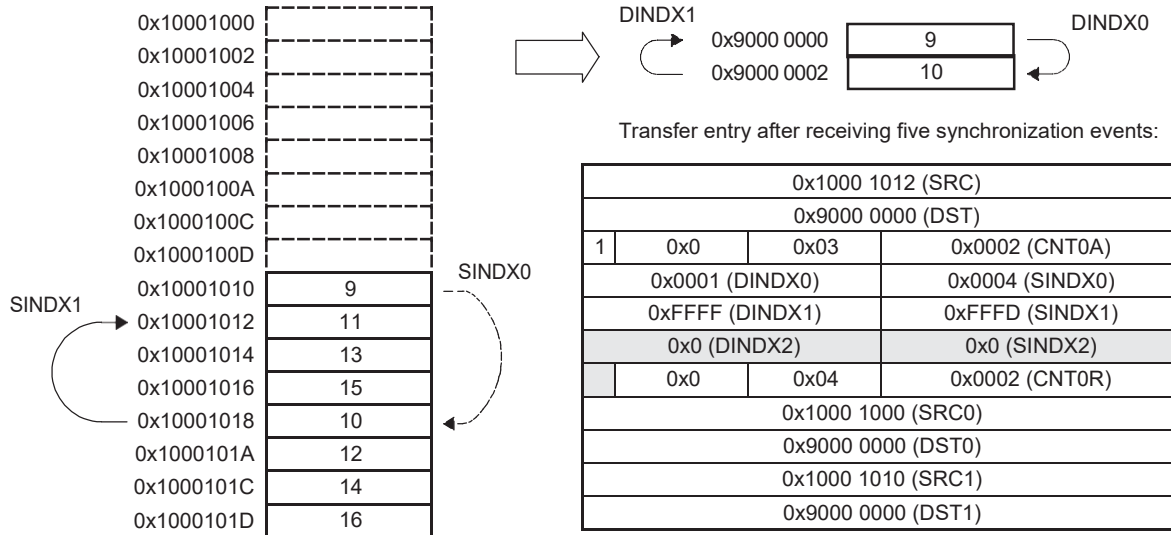 0x10001000
0x10001002
0x10001004
0x10001006
0x10001008
0x1000100A
0x1000100C
0x1000100D
0x10001010 9
0x10001012 11
0x10001014 13
0x10001016 15
0x10001018 10
0x1000101A 12
0x1000101C 14
0x1000101D 16
SINDX1
SINDX0
DINDX1
DINDX0
0x9000 0000 9
0x9000 0002 10
Transfer entry after receiving five synchronization events:
0x1000 1012 (SRC)
0x9000 0000 (DST)
1 0x0 0x03 0x0002 (CNT0A)
0x0001 (DINDX0) 0x0004 (SINDX0)
0xFFFF (DINDX1) 0xFFFD (SINDX1)
0x0 (DINDX2) 0x0 (SINDX2)
0x0 0x04 0x0002 (CNT0R)
0x1000 1000 (SRC0)
0x9000 0000 (DST0)
0x1000 1010 (SRC1)
0x9000 0000 (DST1)